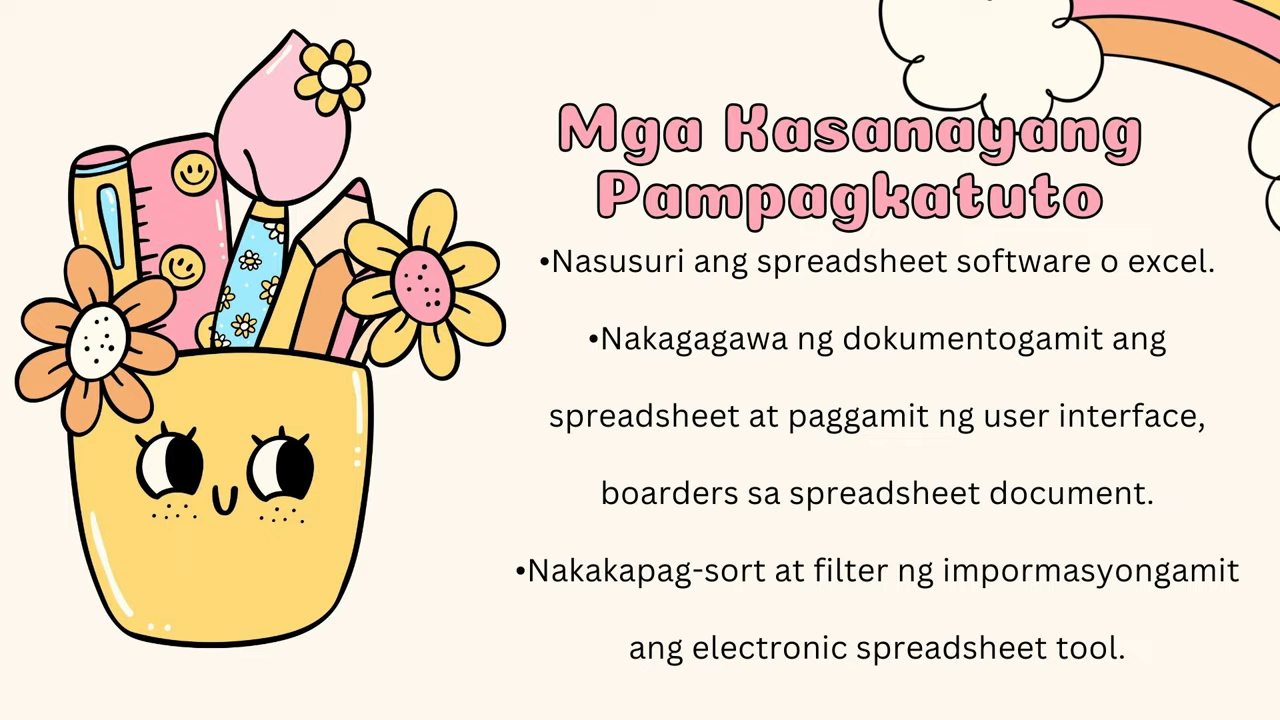 Mga Kasanayang
Pampagkatuto
•Nasusuri ang spreadsheet software o excel.
•Nakagagawa ng dokumentogamit ang
spreadsheet at paggamit ng user interface,
boarders sa spreadsheet document.
•Nakakapag-sort at filter ng impormasyongamit
ang electronic spreadsheet tool.